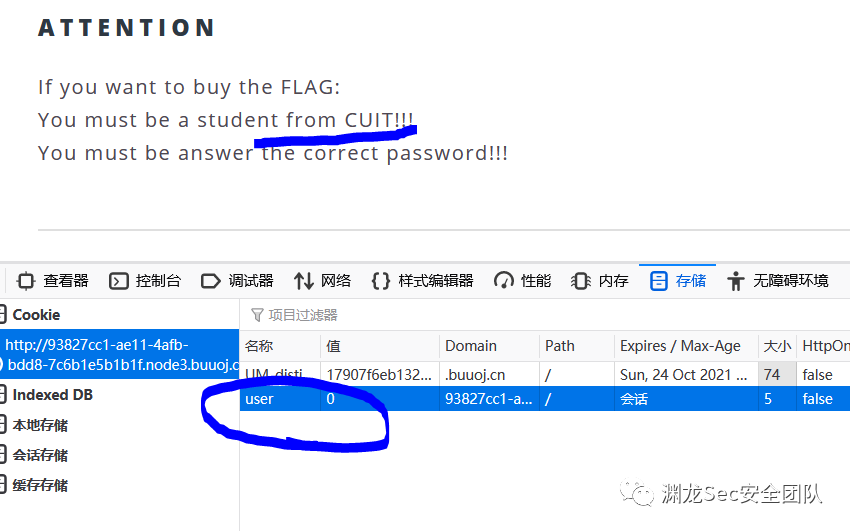 ATTENTION
If you want to buy the FLAG:
You must be a student from CUIT!!!
You must be answer the correct password!!!
查看器 控制台 调试器 网络 样式编辑器 性能 内存 存储 无障碍环境
Cookie
http://93827cc1-ae11-4afb-
bdd8-7c6b1e5b1b1f.node3.buuoj.c
Indexed DB
本地存储
会话存储
缓存存储
项目过滤器
名称 值 Domain Path Expires / Max-Age 大小 HttpOn
UM_disti... 17907f6eb132... .buuoj.cn / Sun, 24 Oct 2021 ... 74 false
user 0 93827cc1-a... / 会话 5 false
渊龙Sec安全团队